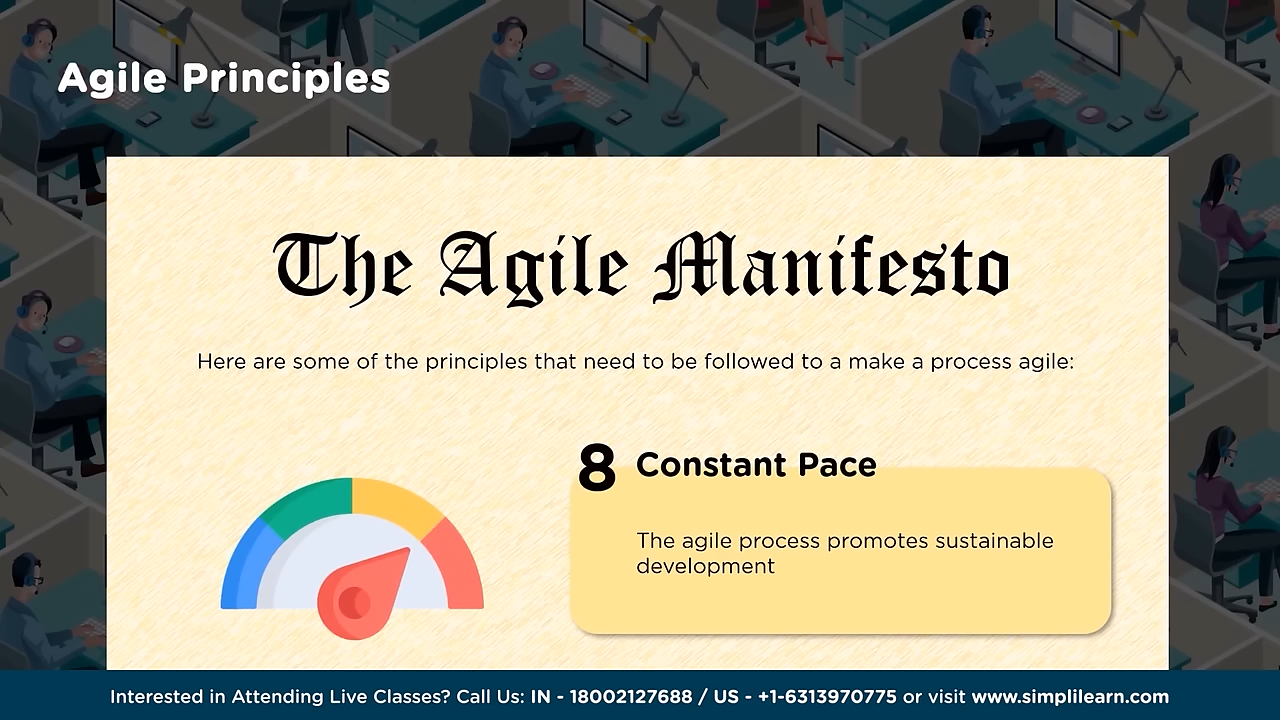 Agile Principles
The Agile Manifesto
Here are some of the principles that need to be followed to a make a process agile:
8 Constant Pace
The agile process promotes sustainable
development
Interested in Attending Live Classes? Call Us: IN - 18002127688 / US - +1-6313970775 or visit www.simplilearn.com